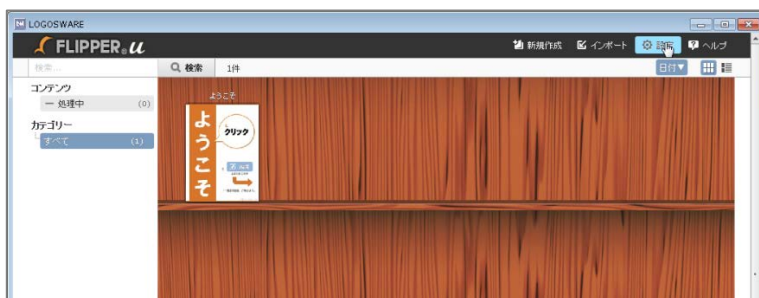 LOGOSWARE
FLIPPER® u
新規作成 インポート 設定 ヘルプ
検索...
検索 1件
日付▼
コンテンツ
処理中 (0)
カテゴリー
すべて (1)
ようこそ
ようこそ
クリック